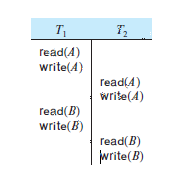 T₁ T₂
read(A)
write(A)
read(A)
write(A)
read(B)
write(B)
read(B)
write(B)